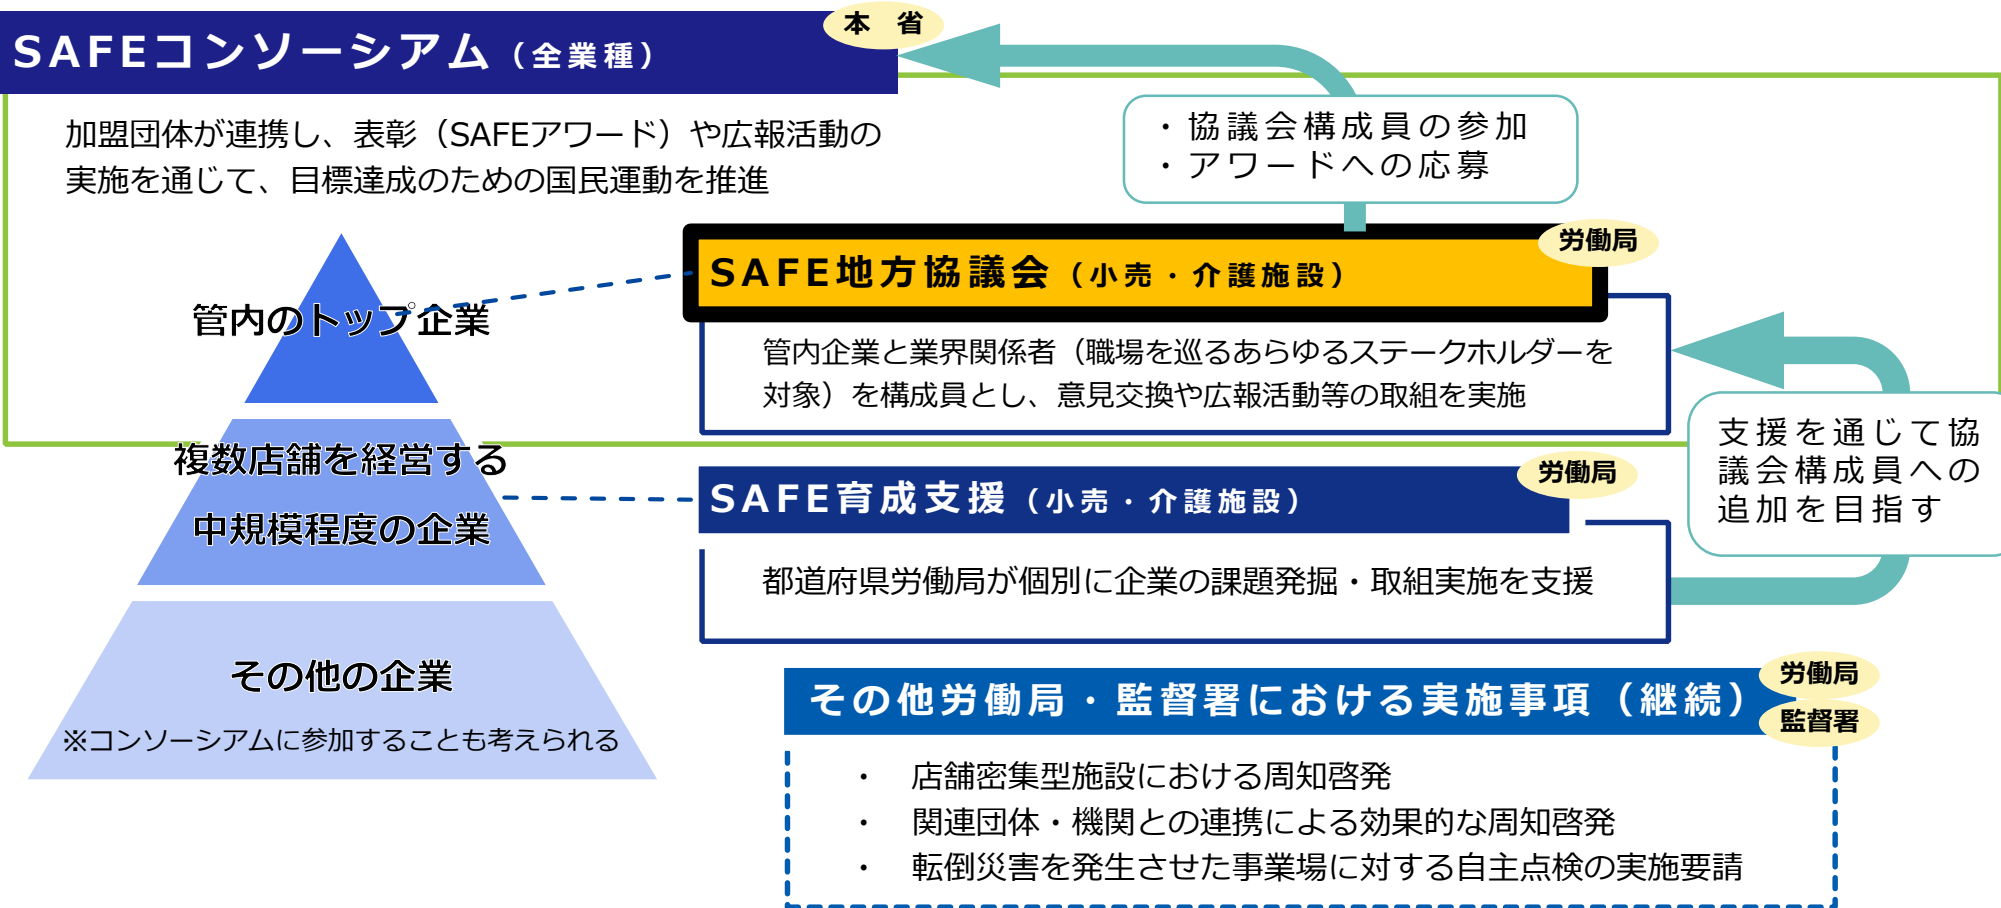 本　省
SAFEコンソーシアム（全業種）
加盟団体が連携し、表彰（SAFEアワード）や広報活動の
実施を通じて、目標達成のための国民運動を推進
・協議会構成員の参加
・アワードへの応募
労働局
SAFE地方協議会（小売・介護施設）
管内企業と業界関係者（職場を巡るあらゆるステークホルダーを
対象）を構成員とし、意見交換や広報活動等の取組を実施
管内のトップ企業
複数店舗を経営する
中規模程度の企業
その他の企業
※コンソーシアムに参加することも考えられる
労働局
SAFE育成支援（小売・介護施設）
都道府県労働局が個別に企業の課題発掘・取組実施を支援
支援を通じて協
議会構成員への
追加を目指す
労働局
監督署
その他労働局・監督署における実施事項（継続）
・　店舗密集型施設における周知啓発
・　関連団体・機関との連携による効果的な周知啓発
・　転倒災害を発生させた事業場に対する自主点検の実施要請